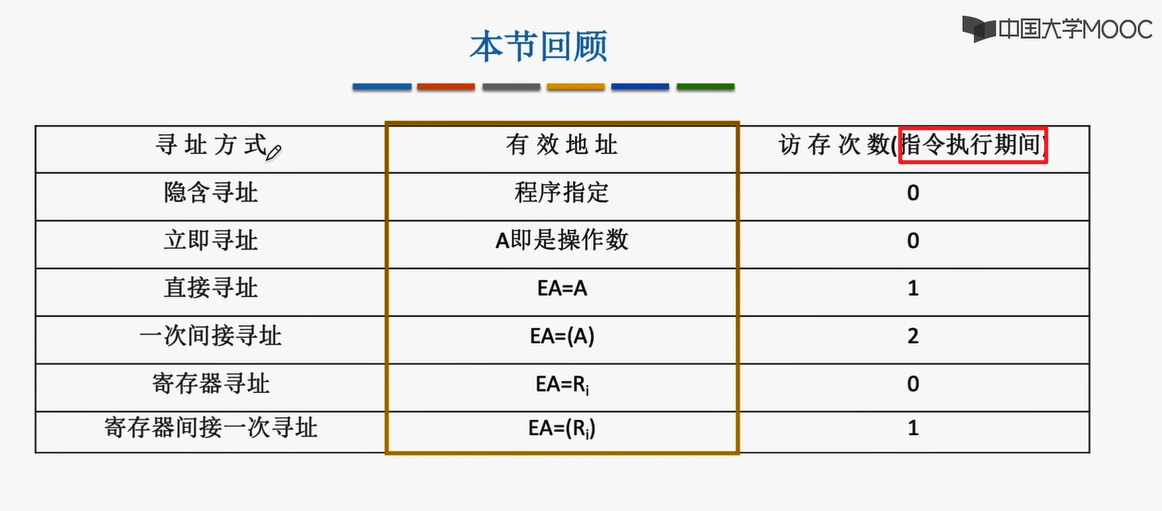 中国大学MOOC
本节回顾
寻址方式 有效地址 访存次数(指令执行期间)
隐含寻址 程序指定 0
立即寻址 A即是操作数 0
直接寻址 EA=A 1
一次间接寻址 EA=(A) 2
寄存器寻址 EA=Ri 0
寄存器间接一次寻址 EA=(Ri) 1